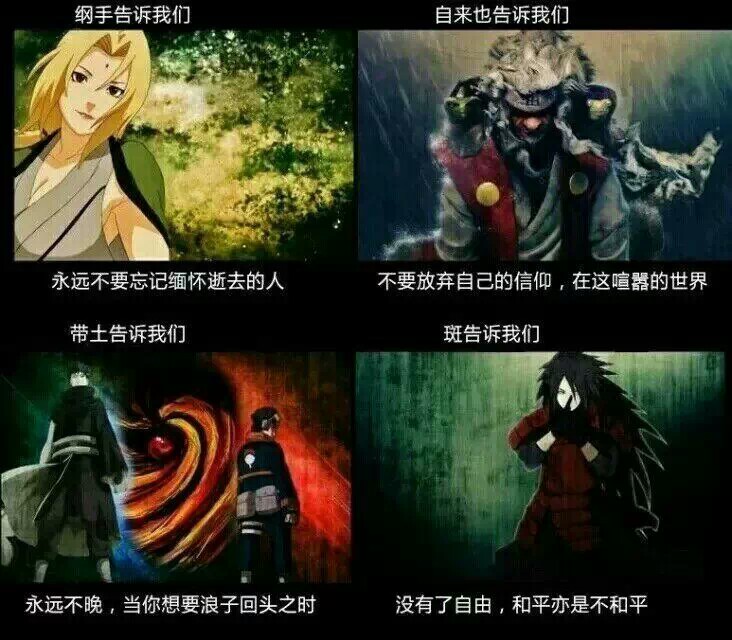 纲手告诉我们
自来也告诉我们
永远不要忘记缅怀逝去的人
不要放弃自己的信仰，在这喧嚣的世界
带土告诉我们
斑告诉我们
永远不晚，当你想要浪子回头之时
没有了自由，和平亦是不和平